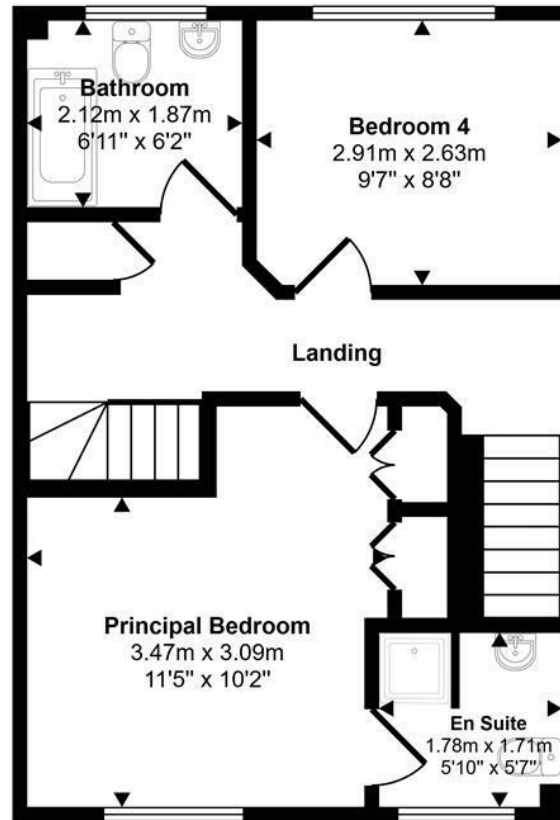 Bathroom
2.12m x 1.87m
6'11" x 6'2"
Bedroom 4
2.91m x 2.63m
9'7" x 8'8"
Landing
Principal Bedroom
3.47m x 3.09m
11'5" x 10'2"
En Suite
1.78m x 1.71m
5'10" x 5'7"